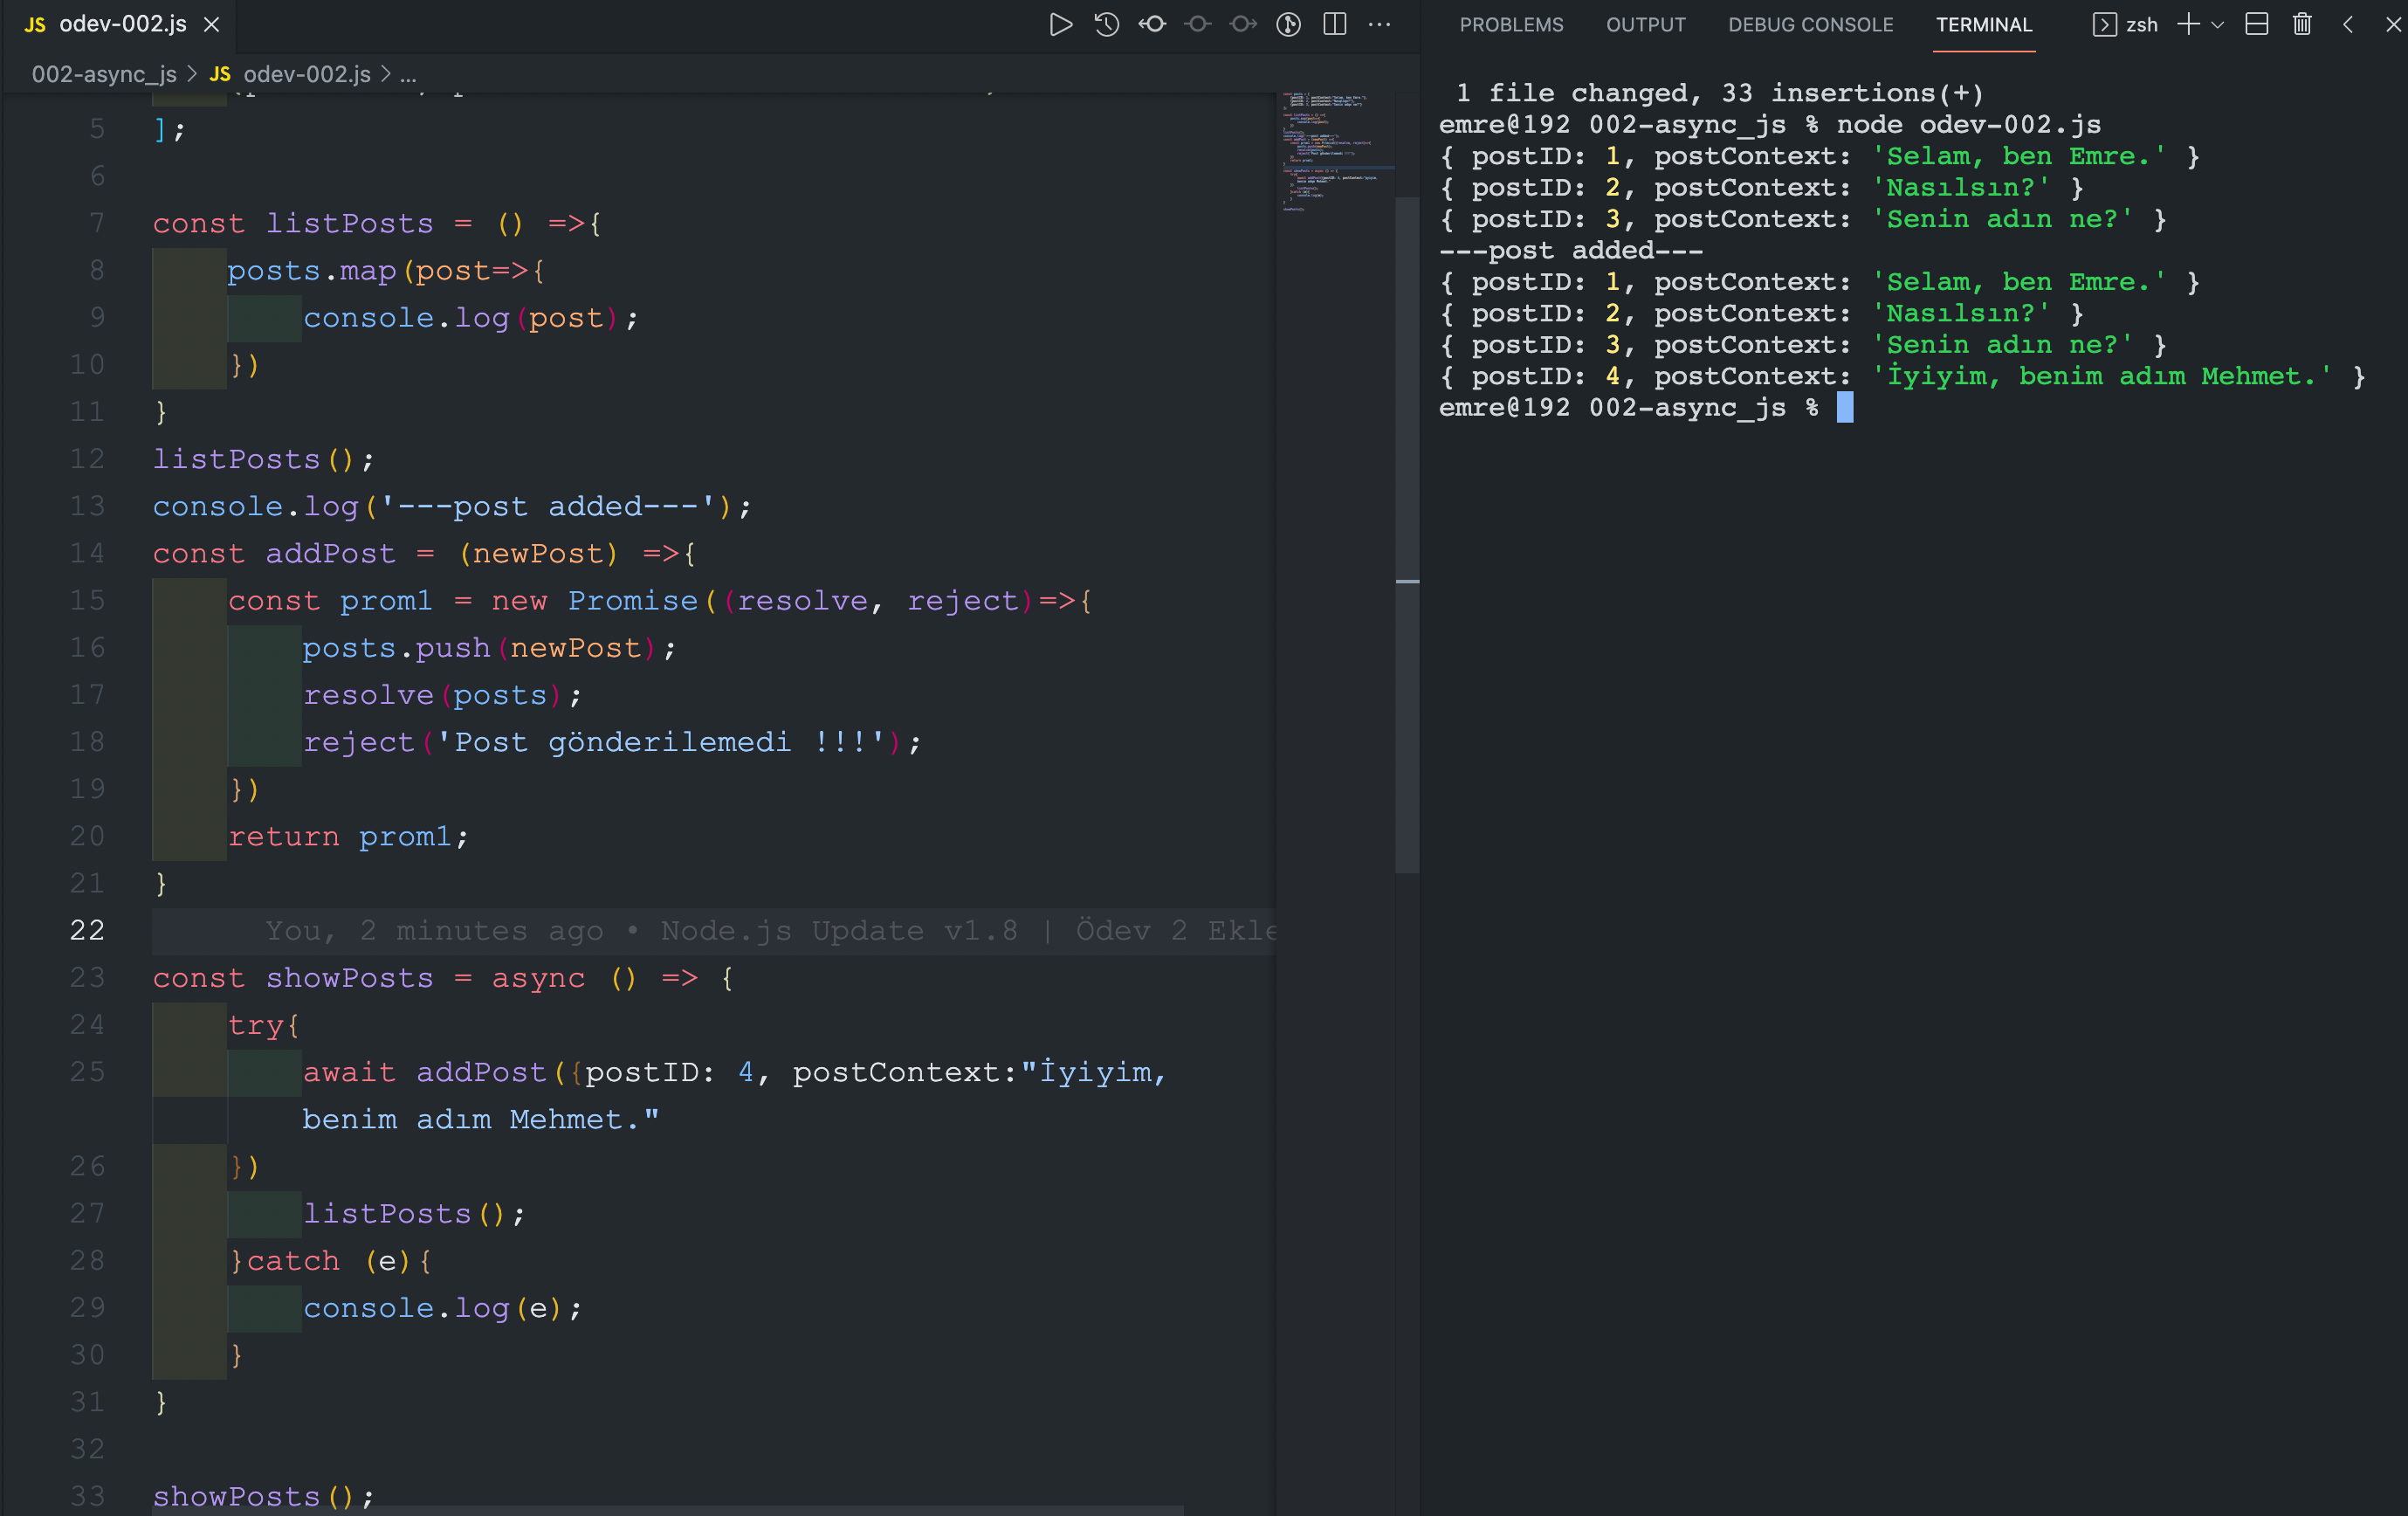 JS odev-002.js
002-async_js > JS odev-002.js > ...
5 ];
6
7 const listPosts = () =>{
8 posts.map(post=>{
9 console.log(post);
10 })
11 }
12 listPosts();
13 console.log('---post added---');
14 const addPost = (newPost) =>{
15 const prom1 = new Promise((resolve, reject)=>{
16 posts.push(newPost);
17 resolve(posts);
18 reject('Post gönderilemedi !!!');
19 })
20 return prom1;
21 }
22 You, 2 minutes ago • Node.js Update v1.8 | Ödev 2 Ekle
23 const showPosts = async () => {
24 try{
25 await addPost({postID: 4, postContext:"İyiyim,
benim adım Mehmet."
26 })
27 listPosts();
28 }catch (e){
29 console.log(e);
30 }
31 }
32
33 showPosts();
PROBLEMS OUTPUT DEBUG CONSOLE TERMINAL zsh
1 file changed, 33 insertions(+)
emre@192 002-async_js % node odev-002.js
{ postID: 1, postContext: 'Selam, ben Emre.' }
{ postID: 2, postContext: 'Nasılsın?' }
{ postID: 3, postContext: 'Senin adın ne?' }
---post added---
{ postID: 1, postContext: 'Selam, ben Emre.' }
{ postID: 2, postContext: 'Nasılsın?' }
{ postID: 3, postContext: 'Senin adın ne?' }
{ postID: 4, postContext: 'İyiyim, benim adım Mehmet.' }
emre@192 002-async_js %